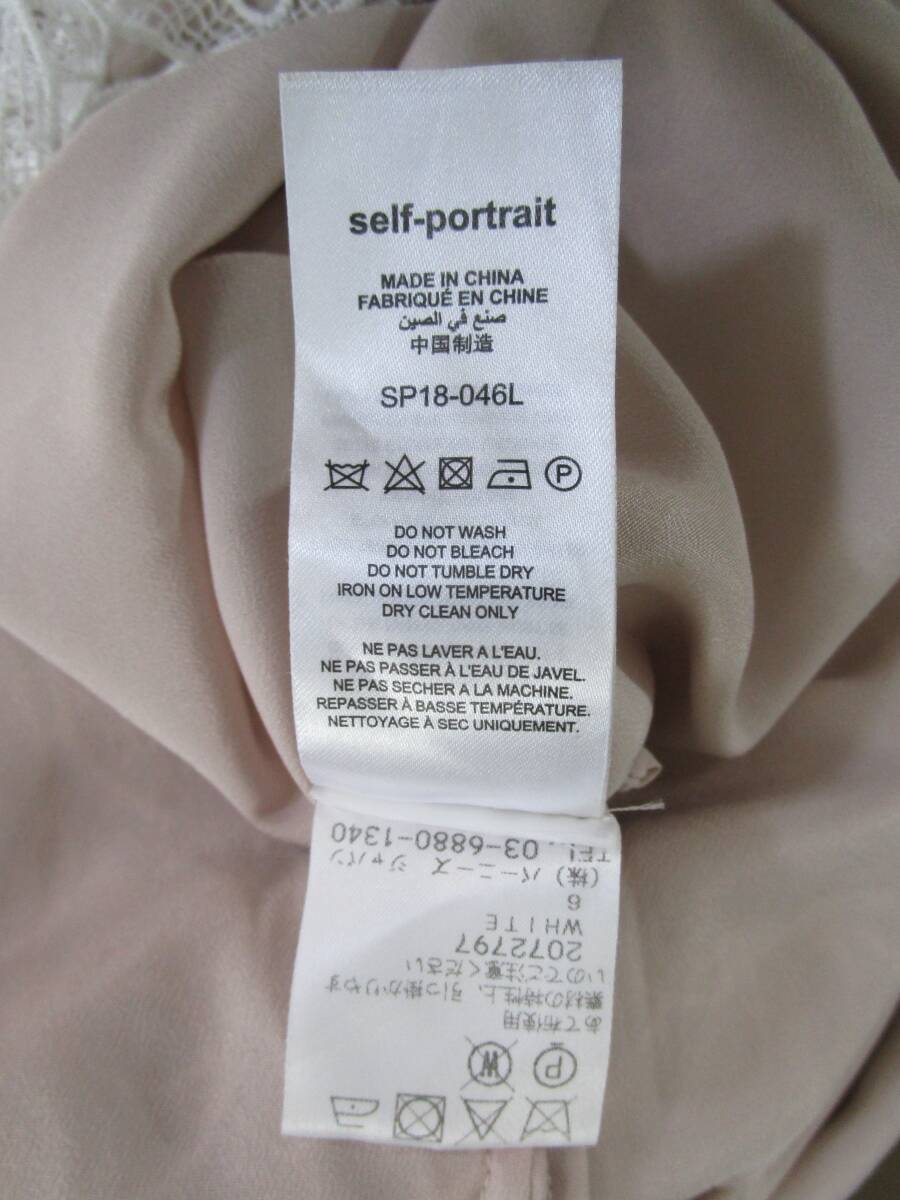 self-portrait
MADE IN CHINA
FABRIQUÉ EN CHINE
صنع في الصين
中国制造
SP18-046L
P
DO NOT WASH
DO NOT BLEACH
DO NOT TUMBLE DRY
IRON ON LOW TEMPERATURE
DRY CLEAN ONLY
NE PAS LAVER A L'EAU.
NE PAS PASSER À L'EAU DE JAVEL.
NE PAS SECHER A LA MACHINE.
REPASSER À BASSE TEMPÉRATURE.
NETTOYAGE À SEC UNIQUEMENT.
P W
あて布使用
素材の特性上、引っ掛かりやす
いのでご注意ください
2072797
WHITE
6
(株) バーニーズ ジャパン
TEL 03-6880-1340